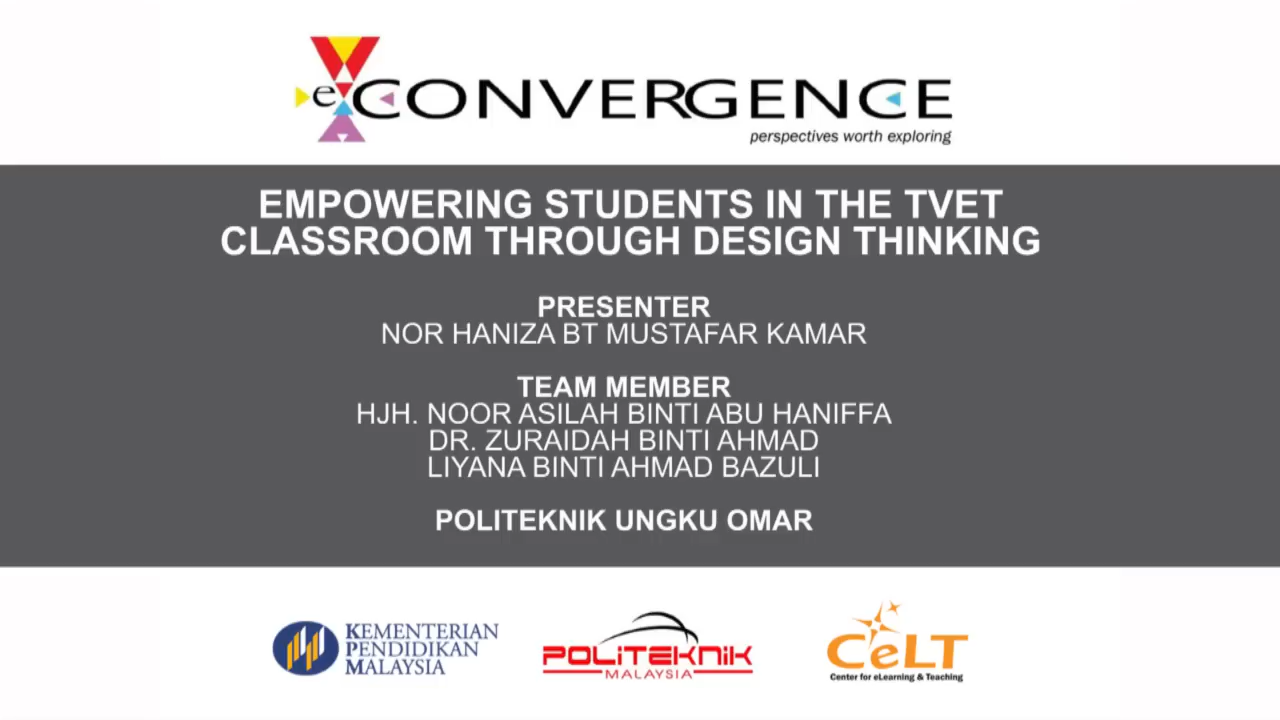 eCONVERGENCE
perspectives worth exploring
EMPOWERING STUDENTS IN THE TVET
CLASSROOM THROUGH DESIGN THINKING
PRESENTER
NOR HANIZA BT MUSTAFAR KAMAR
TEAM MEMBER
HJH. NOOR ASILAH BINTI ABU HANIFFA
DR. ZURAIDAH BINTI AHMAD
LIYANA BINTI AHMAD BAZULI
POLITEKNIK UNGKU OMAR
KEMENTERIAN
PENDIDIKAN
MALAYSIA
POLITEKNIK
MALAYSIA
CeLT
Center for eLearning & Teaching